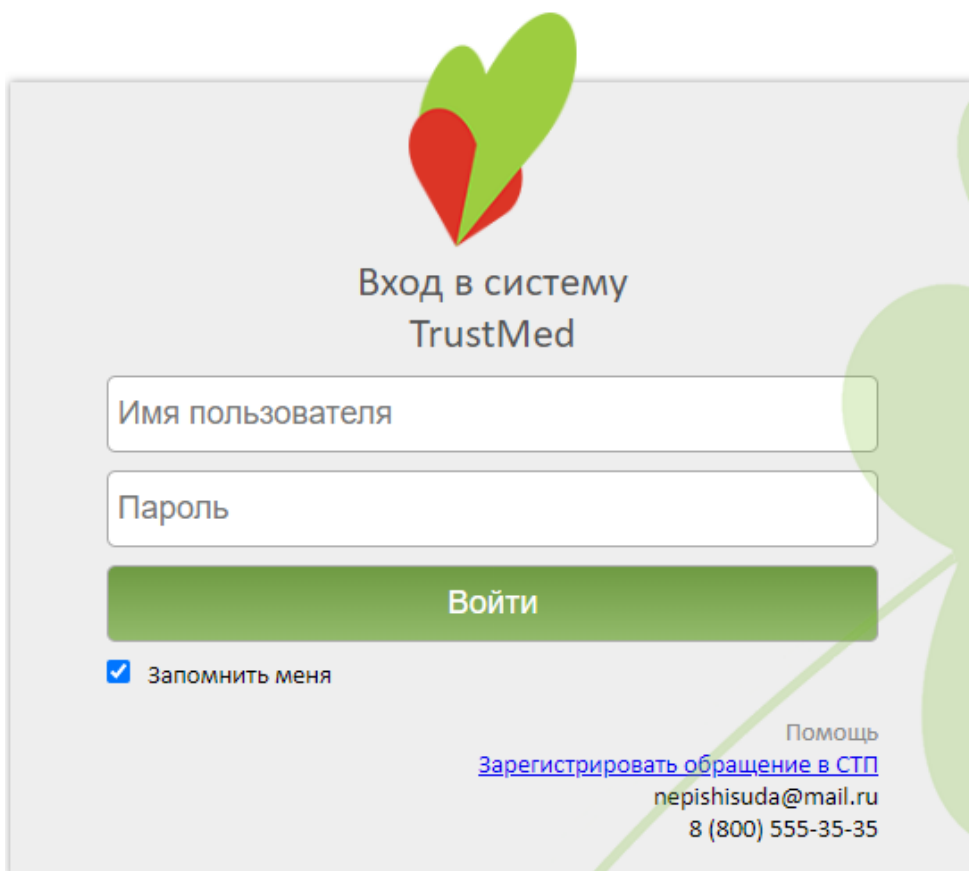 Вход в систему
TrustMed
Имя пользователя
Пароль
Войти
Запомнить меня
Помощь
Зарегистрировать обращение в СТП
nepishisuda@mail.ru
8 (800) 555-35-35